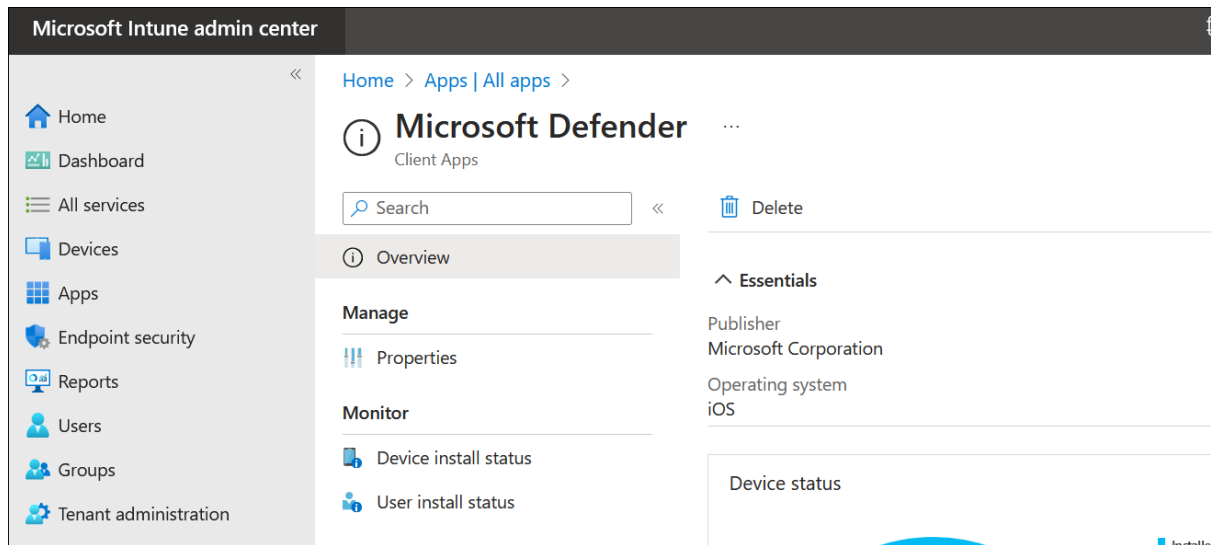 Microsoft Intune admin center
«
Home > Apps | All apps >
Microsoft Defender ...
Client Apps
Home
Dashboard
All services
Devices
Apps
Endpoint security
Reports
Users
Groups
Tenant administration
Search «
Overview
Manage
Properties
Monitor
Device install status
User install status
Delete
Essentials
Publisher
Microsoft Corporation
Operating system
iOS
Device status